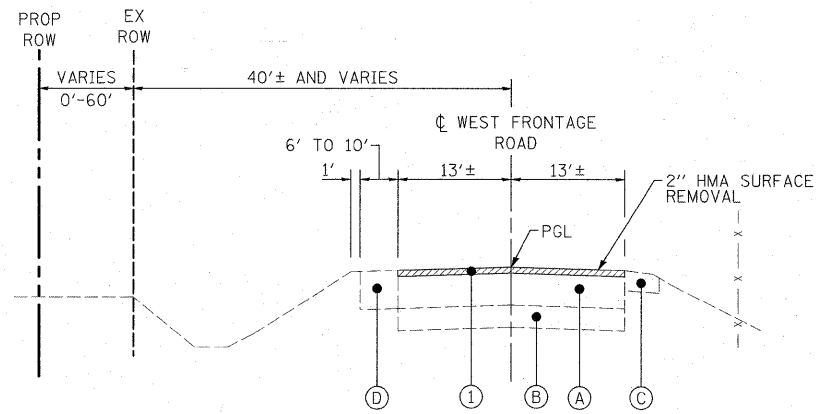 PROP
ROW
EX
ROW
VARIES
0'-60'
40'± AND VARIES
℄ WEST FRONTAGE
ROAD
6' TO 10'
1'
13'±
13'±
2" HMA SURFACE
REMOVAL
PGL
X
X
X
D
1
B
A
C